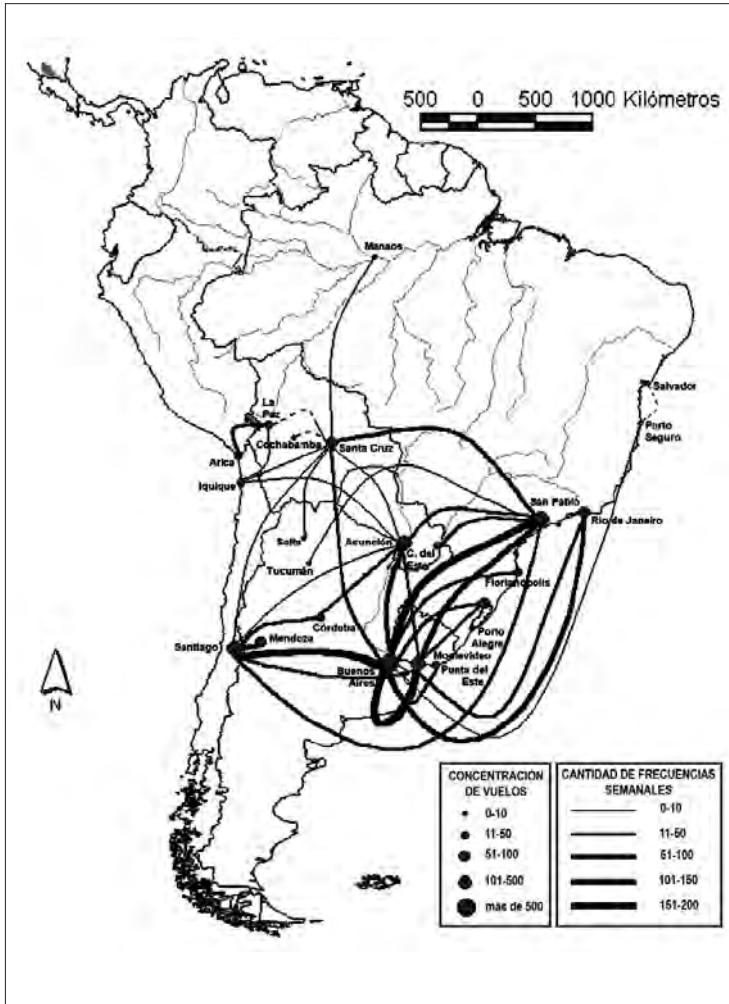 500 0 500 1000 Kilómetros
Manaos
Salvador
Porto
Seguro
La
Paz
Cochabamba
Santa Cruz
Arica
Iquique
San Pablo
Rio de Janeiro
Salta
Asunción
C. del
Este
Tucumán
Florianópolis
Córdoba
Porto
Alegre
Santiago
Mendoza
Montevideo
Buenos
Aires
Punta del
Este
N
CONCENTRACIÓN
DE VUELOS
0-10
11-50
51-100
101-500
más de 500
CANTIDAD DE FRECUENCIAS
SEMANALES
0-10
11-50
51-100
101-150
151-200